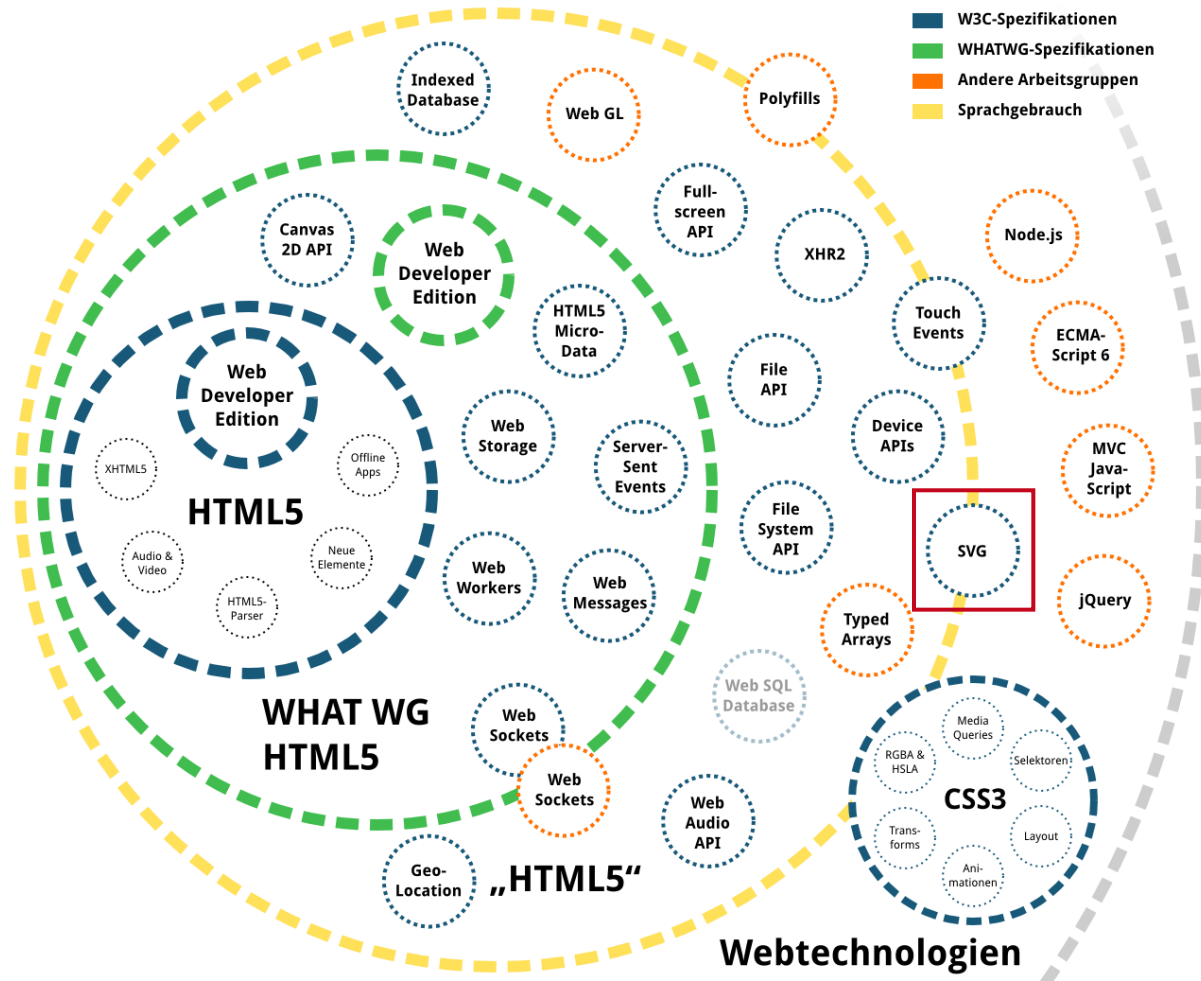 W3C-Spezifikationen
WHATWG-Spezifikationen
Andere Arbeitsgruppen
Sprachgebrauch
Indexed
Database
Web GL
Polyfills
Full-
screen
API
XHR2
Node.js
Canvas
2D API
Web
Developer
Edition
HTML5
Micro-
Data
Touch
Events
ECMA-
Script 6
Web
Developer
Edition
File
API
Web
Storage
Server-
Sent
Events
Device
APIs
MVC
Java-
Script
XHTML5
Offline
Apps
HTML5
Audio &
Video
Neue
Elemente
HTML5-
Parser
Web
Workers
Web
Messages
File
System
API
SVG
Typed
Arrays
jQuery
Web SQL
Database
WHAT WG
HTML5
Web
Sockets
Web
Sockets
Web
Audio
API
Geo-
Location
„HTML5“
Media
Queries
RGBA &
HSLA
Selektoren
CSS3
Trans-
forms
Layout
Ani-
mationen
Webtechnologien